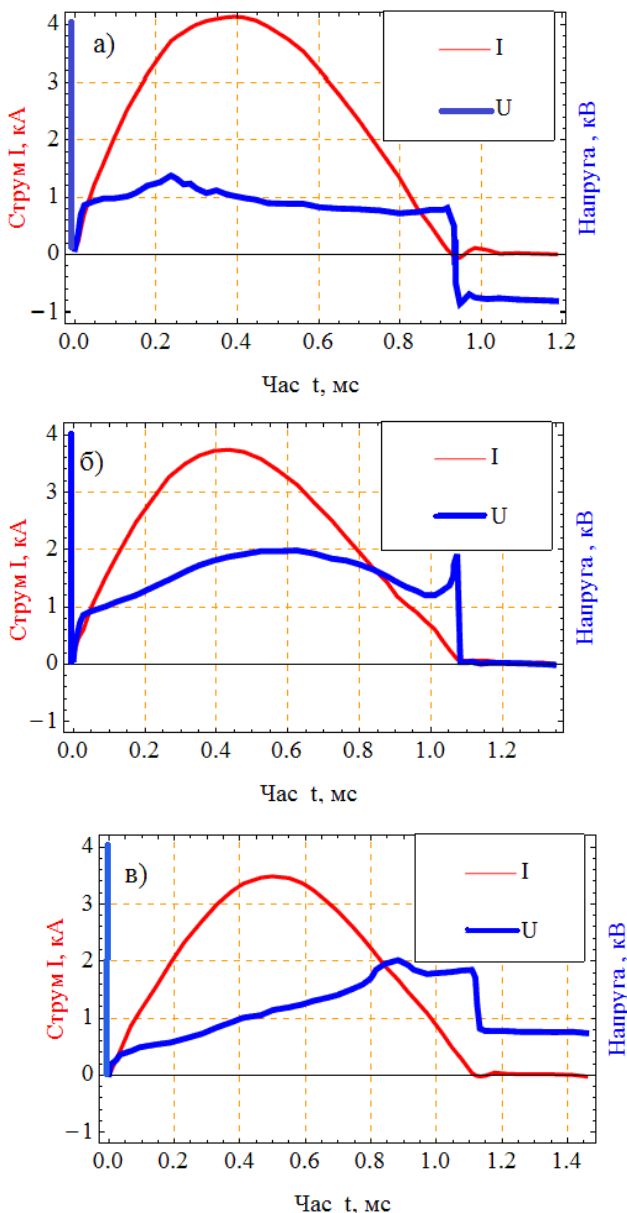 а)
4
3
2
1
0
−1
Струм I, кА
I
U
Напруга , кВ
0.0 0.2 0.4 0.6 0.8 1.0 1.2
Час t, мс
б)
4
3
2
1
0
−1
Струм I, кА
I
U
Напруга , кВ
0.0 0.2 0.4 0.6 0.8 1.0 1.2
Час t, мс
в)
4
3
2
1
0
−1
Струм I, кА
I
U
Напруга , кВ
0.0 0.2 0.4 0.6 0.8 1.0 1.2 1.4
Час t, мс